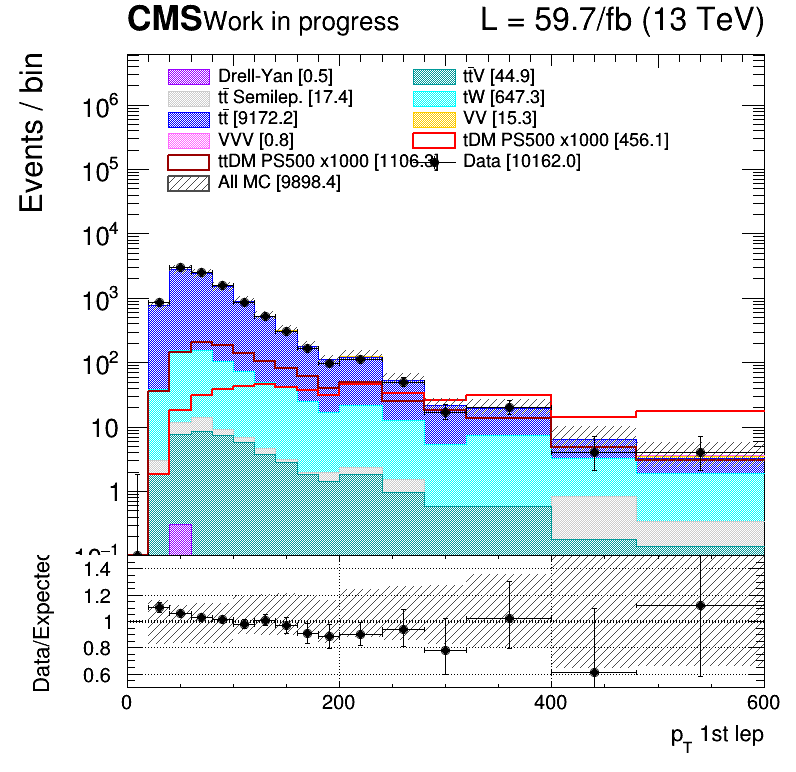 CMS Work in progress L = 59.7/fb (13 TeV)
Events / bin
Drell-Yan [0.5] tt̄V [44.9]
tt̄ Semilep. [17.4] tW [647.3]
tt̄ [9172.2] VV [15.3]
VVV [0.8] tDM PS500 x1000 [456.1]
ttDM PS500 x1000 [1106.3] Data [10162.0]
All MC [9898.4]
10⁶
10⁵
10⁴
10³
10²
10
1
10⁻¹
Data/Expected
1.4
1.2
1
0.8
0.6
0 200 400 600
p_T 1st lep